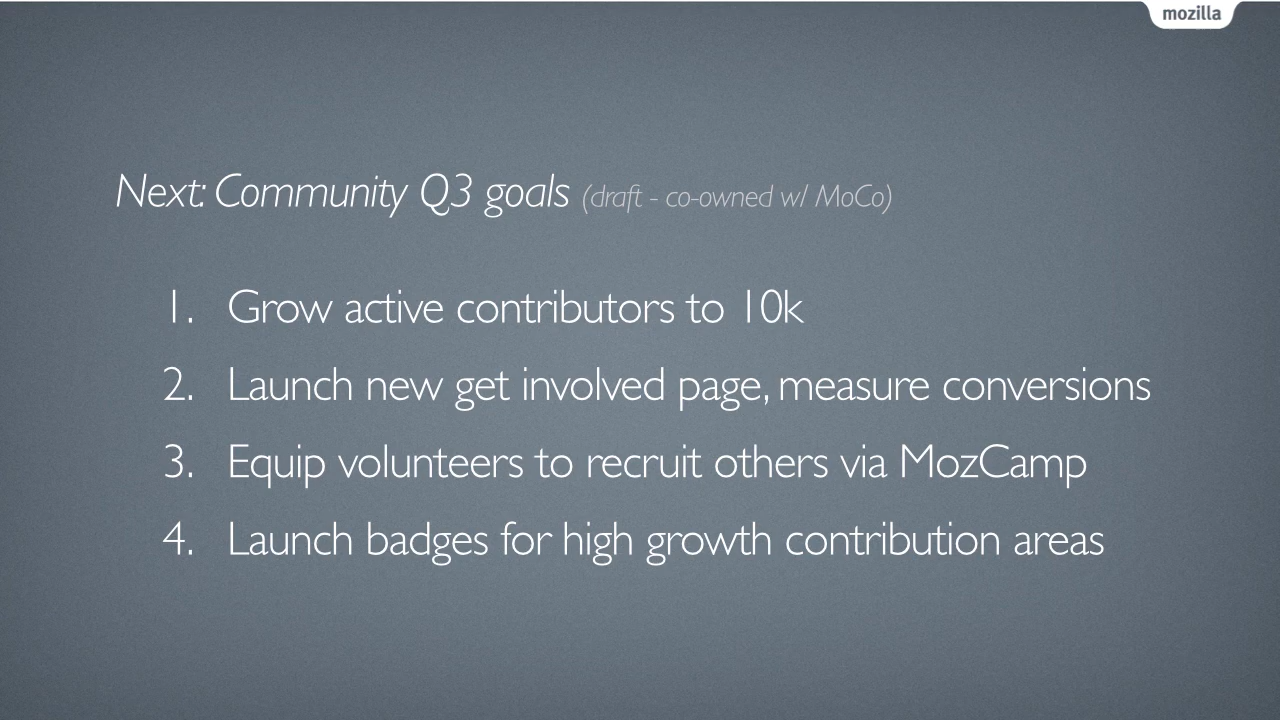 mozilla
Next: Community Q3 goals (draft - co-owned w/ MoCo)
1. Grow active contributors to 10k
2. Launch new get involved page, measure conversions
3. Equip volunteers to recruit others via MozCamp
4. Launch badges for high growth contribution areas